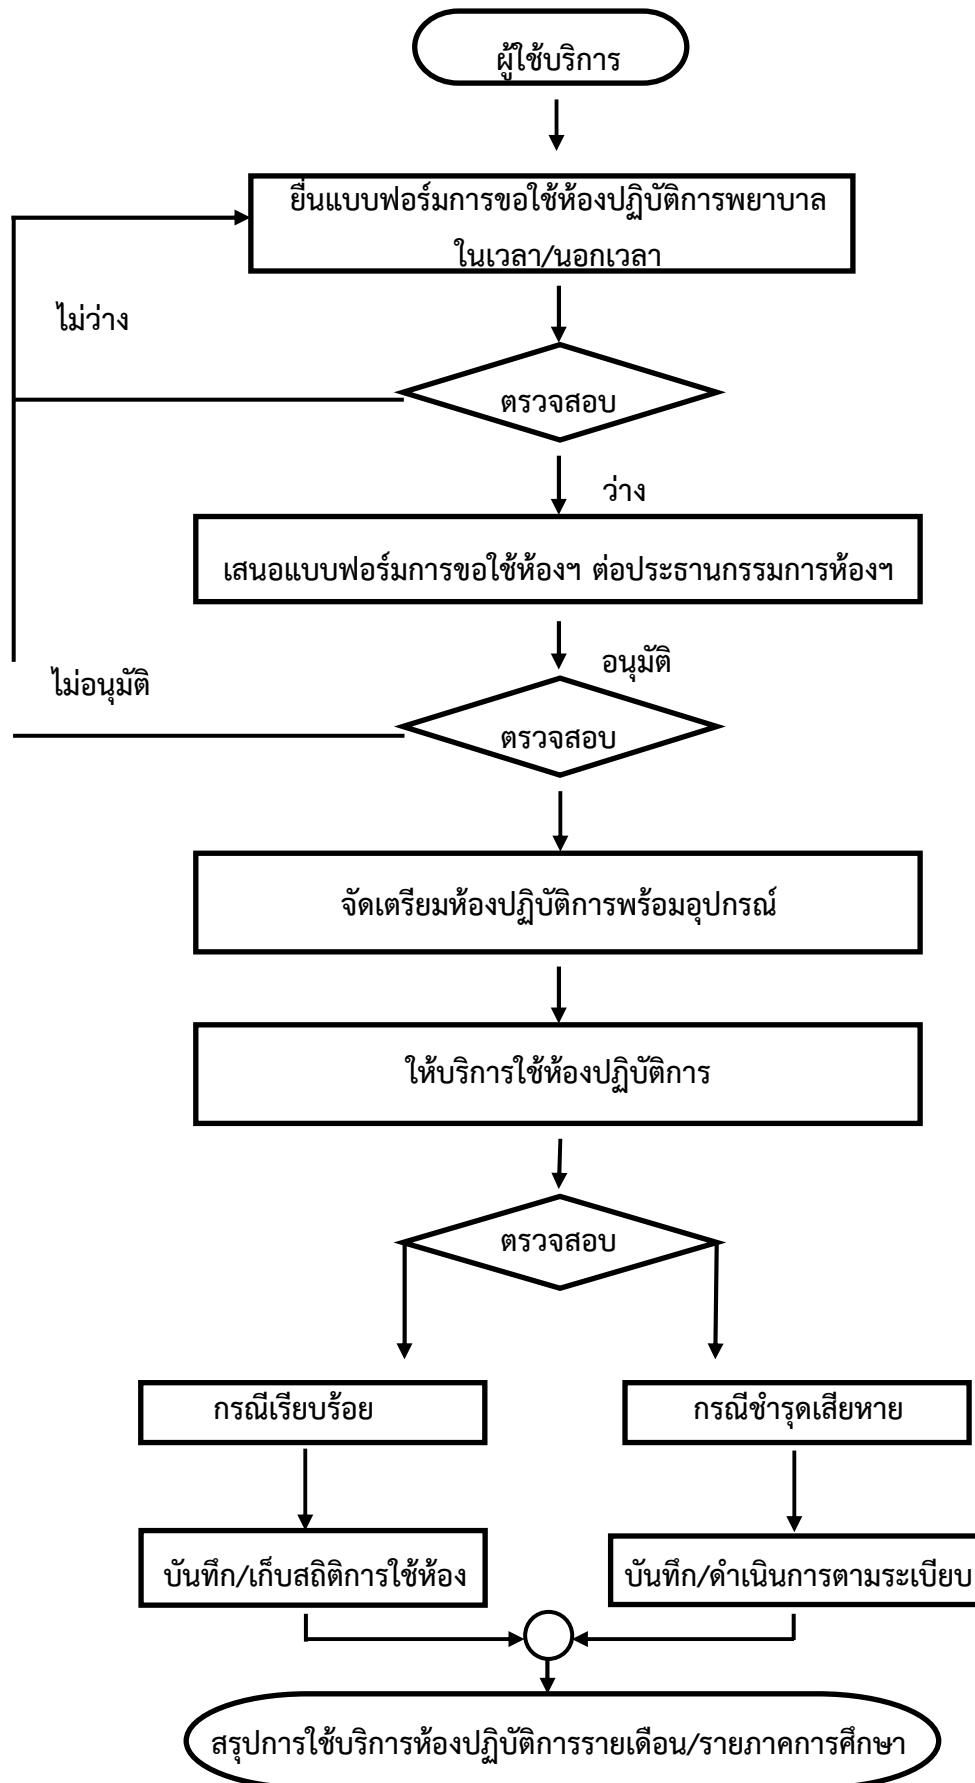 ผู้ใช้บริการ
ยื่นแบบฟอร์มการขอใช้ห้องปฏิบัติการพยาบาล
ในเวลา/นอกเวลา
ไม่ว่าง
ตรวจสอบ
ว่าง
เสนอแบบฟอร์มการขอใช้ห้องฯ ต่อประธานกรรมการห้องฯ
อนุมัติ
ไม่อนุมัติ
ตรวจสอบ
จัดเตรียมห้องปฏิบัติการพร้อมอุปกรณ์
ให้บริการใช้ห้องปฏิบัติการ
ตรวจสอบ
กรณีเรียบร้อย
กรณีชำรุดเสียหาย
บันทึก/เก็บสถิติการใช้ห้อง
บันทึก/ดำเนินการตามระเบียบ
สรุปการใช้บริการห้องปฏิบัติการรายเดือน/รายภาคการศึกษา